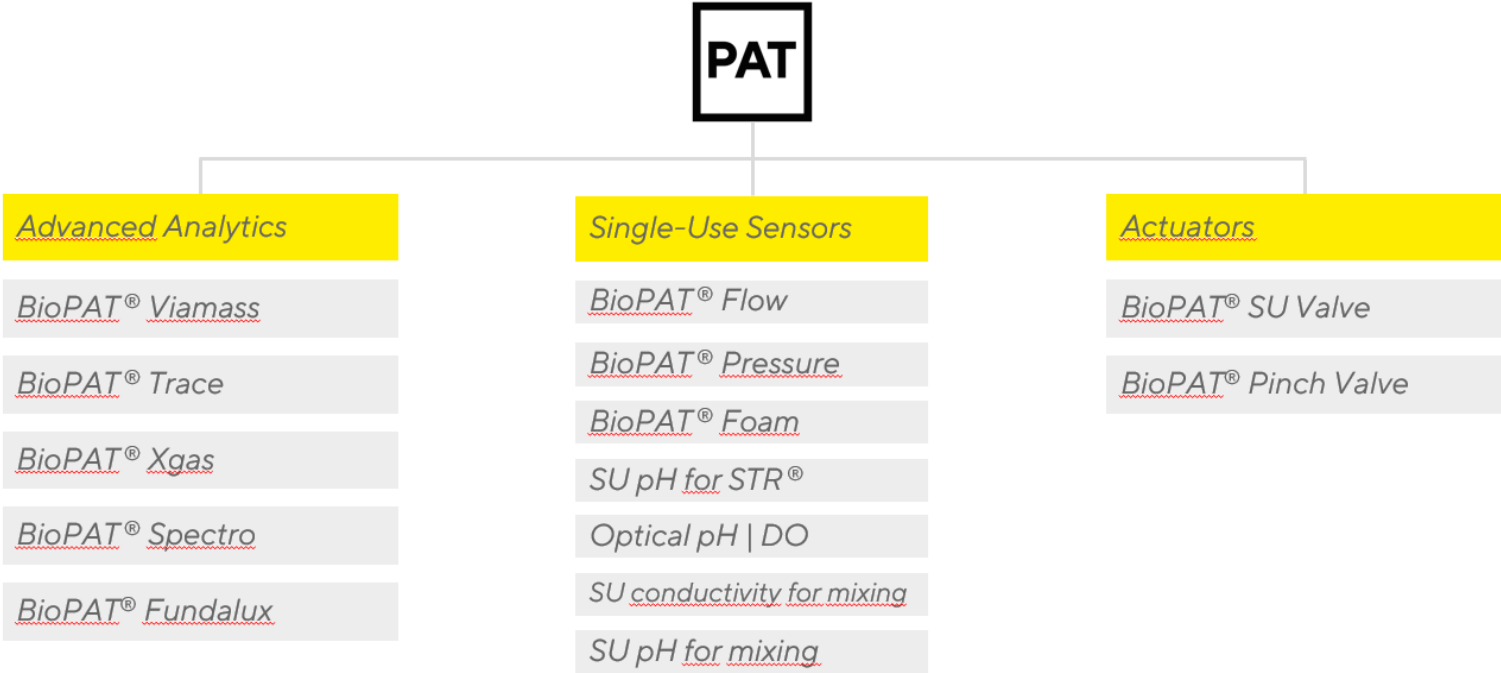 PAT
Advanced Analytics
BioPAT® Viamass
BioPAT® Trace
BioPAT® Xgas
BioPAT® Spectro
BioPAT® Fundalux
Single-Use Sensors
BioPAT® Flow
BioPAT® Pressure
BioPAT® Foam
SU pH for STR®
Optical pH | DO
SU conductivity for mixing
SU pH for mixing
Actuators
BioPAT® SU Valve
BioPAT® Pinch Valve